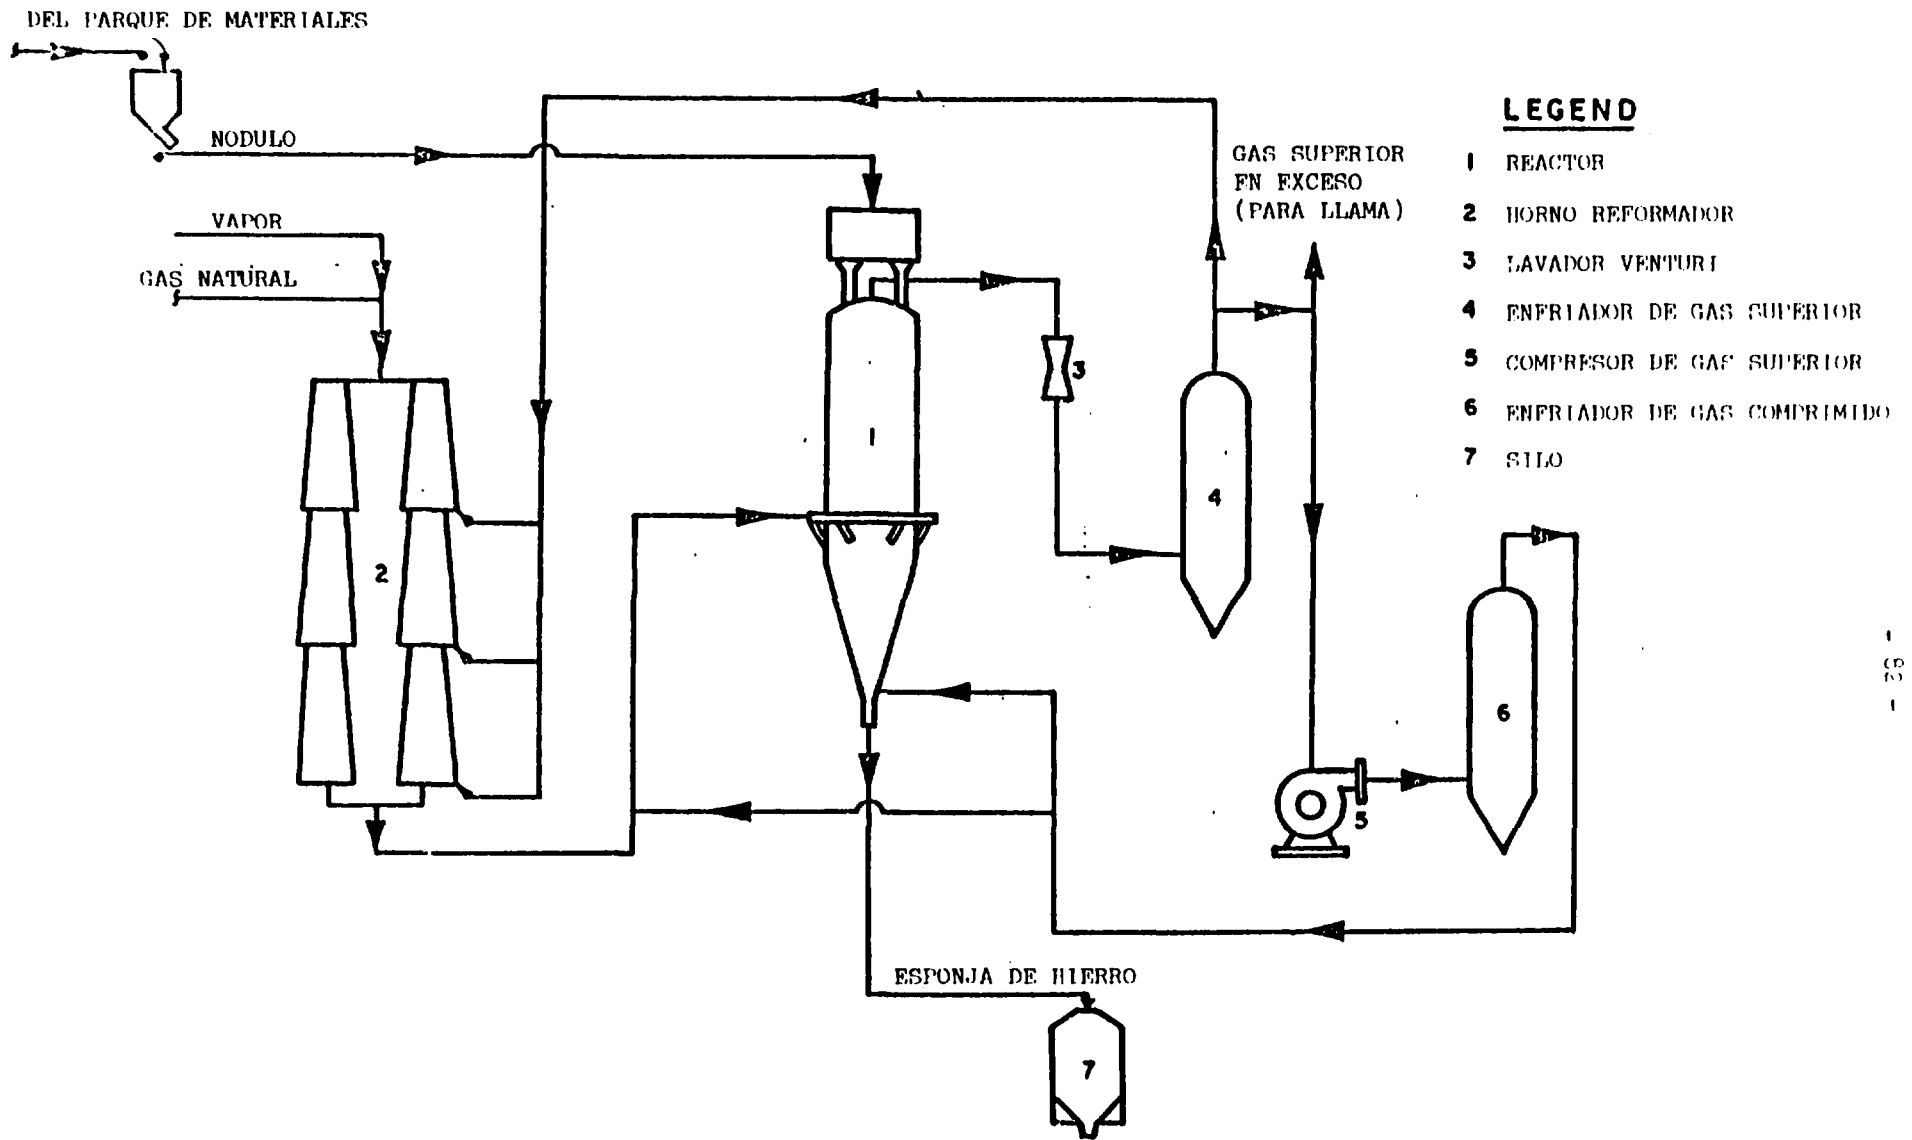 DEL PARQUE DE MATERIALES
NODULO
VAPOR
GAS NATURAL
GAS SUPERIOR
EN EXCESO
(PARA LLAMA)
LEGEND
1 REACTOR
2 HORNO REFORMADOR
3 LAVADOR VENTURI
4 ENFRIADOR DE GAS SUPERIOR
5 COMPRESOR DE GAS SUPERIOR
6 ENFRIADOR DE GAS COMPRIMIDO
7 SILO
1
2
3
4
5
6
ESPONJA DE HIERRO
7